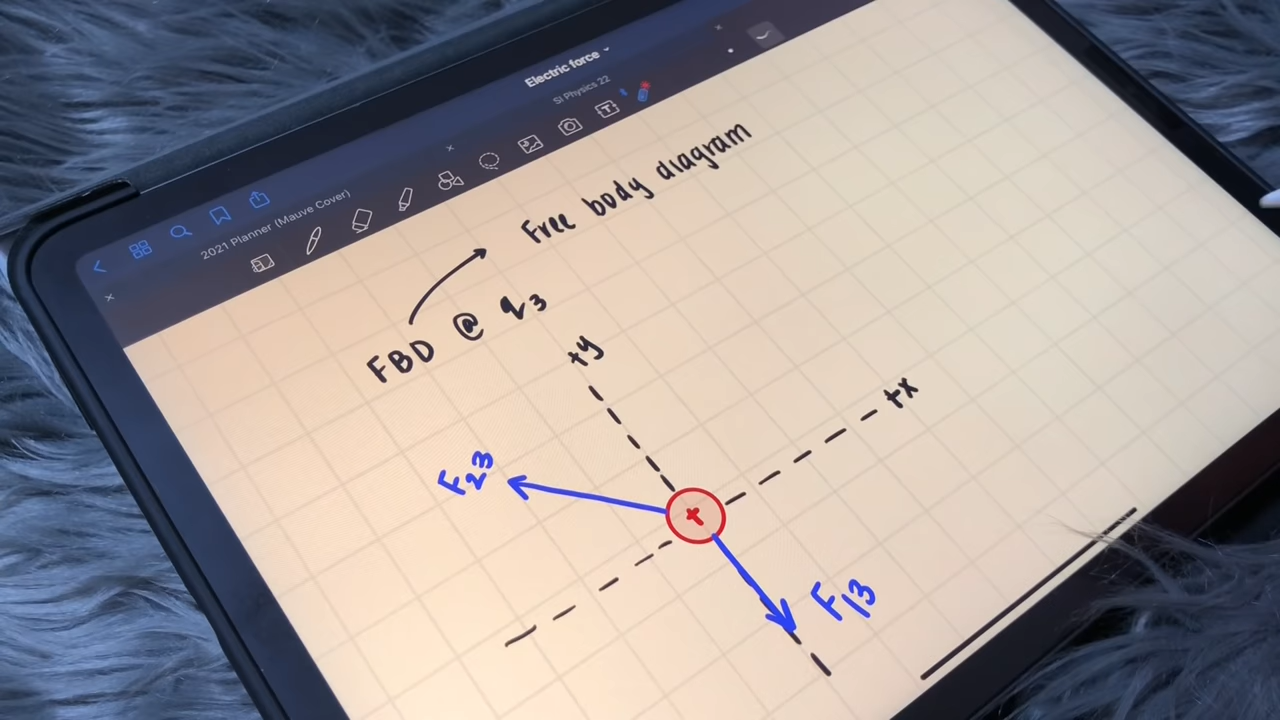 Electric force
SI Physics 22
2021 Planner (Mauve Cover)
Free body diagram
FBD @ q3
+y
+x
F23
+
F13